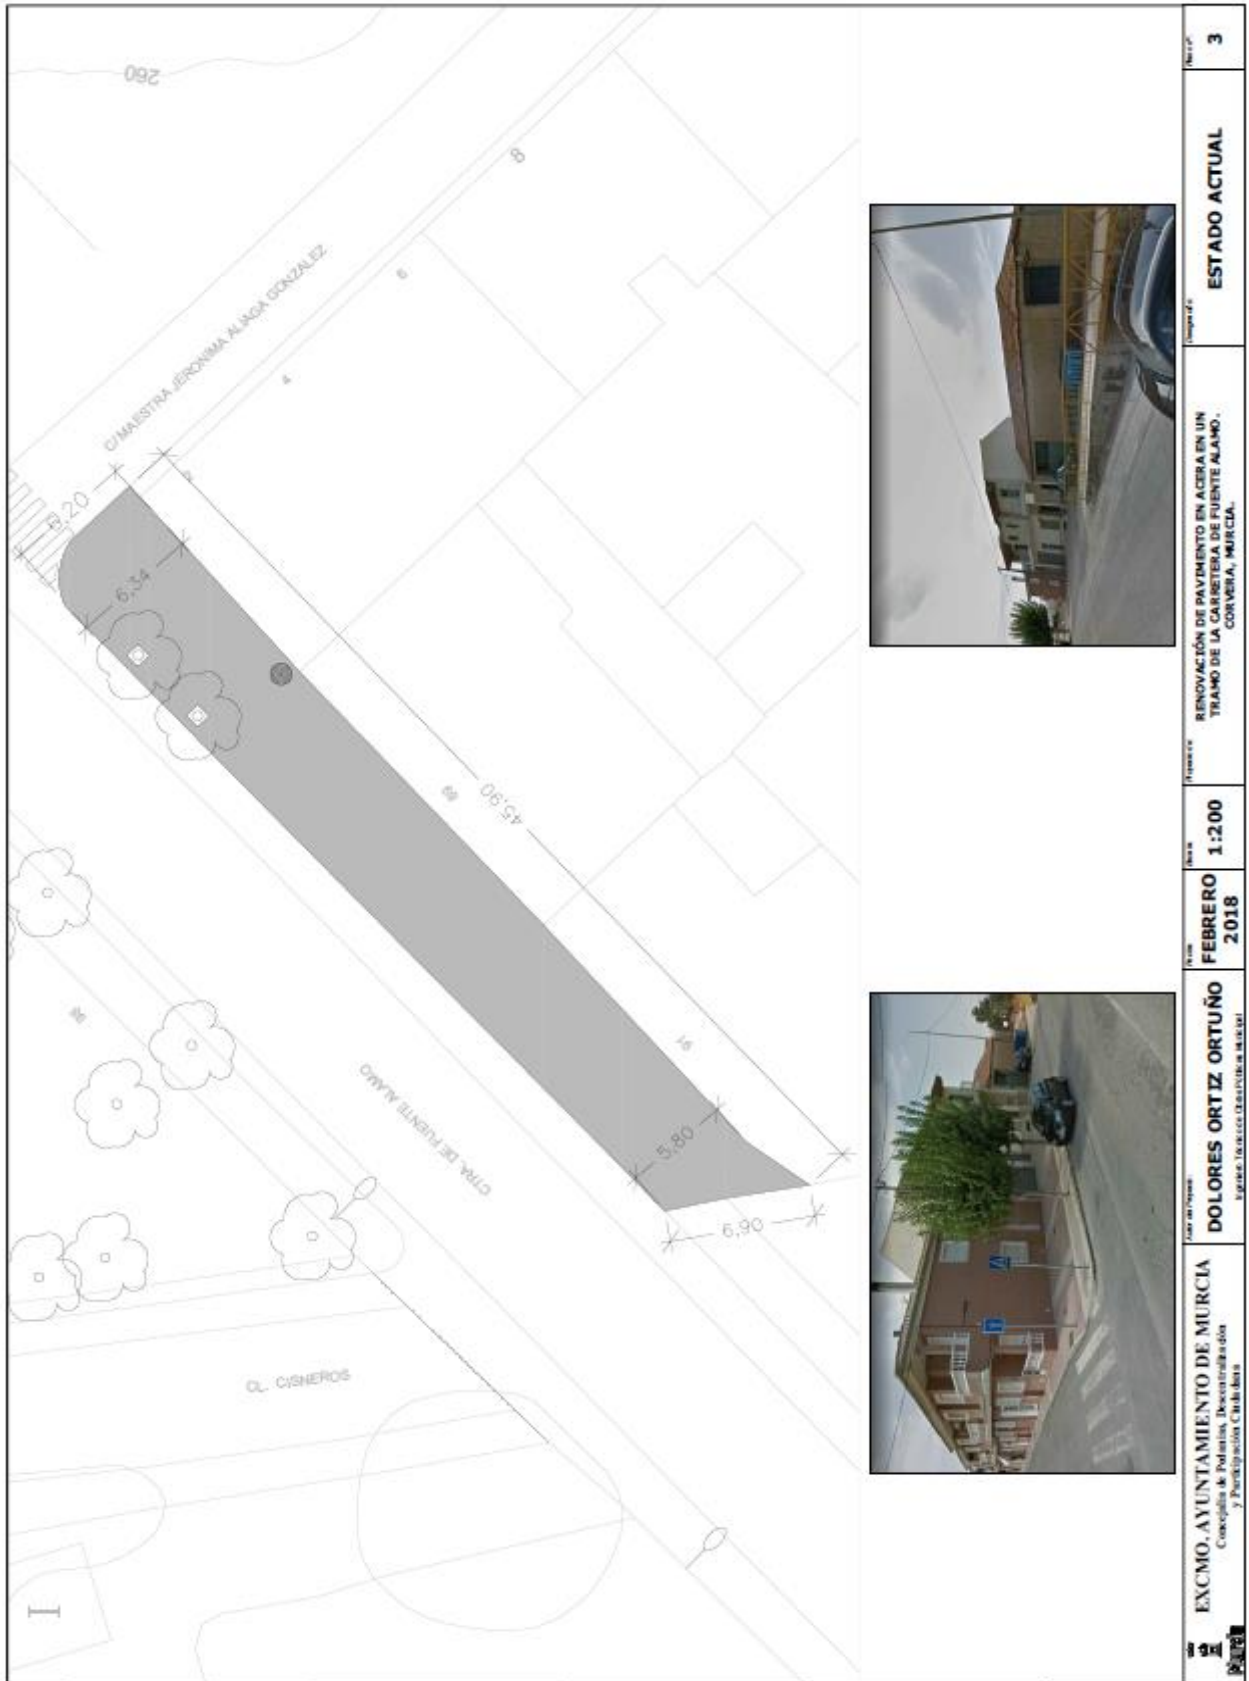 260
8
C/ MAESTRA JERONIMA ALIAGA GONZALEZ
6
4
2
5,20
6,34
89
45,90
91
CTRA. DE FUENTE ALAMO
5,80
6,90
CL. CISNEROS
I
EXCMO. AYUNTAMIENTO DE MURCIA
Concejalía de Pedanías, Descentralización
y Participación Ciudadana
DOLORES ORTIZ ORTUÑO
FEBRERO
2018
1:200
RENOVACIÓN DE PAVIMENTO EN ACERA EN UN
TRAMO DE LA CARRETERA DE FUENTE ALAMO.
CORVERA, MURCIA.
ESTADO ACTUAL
3